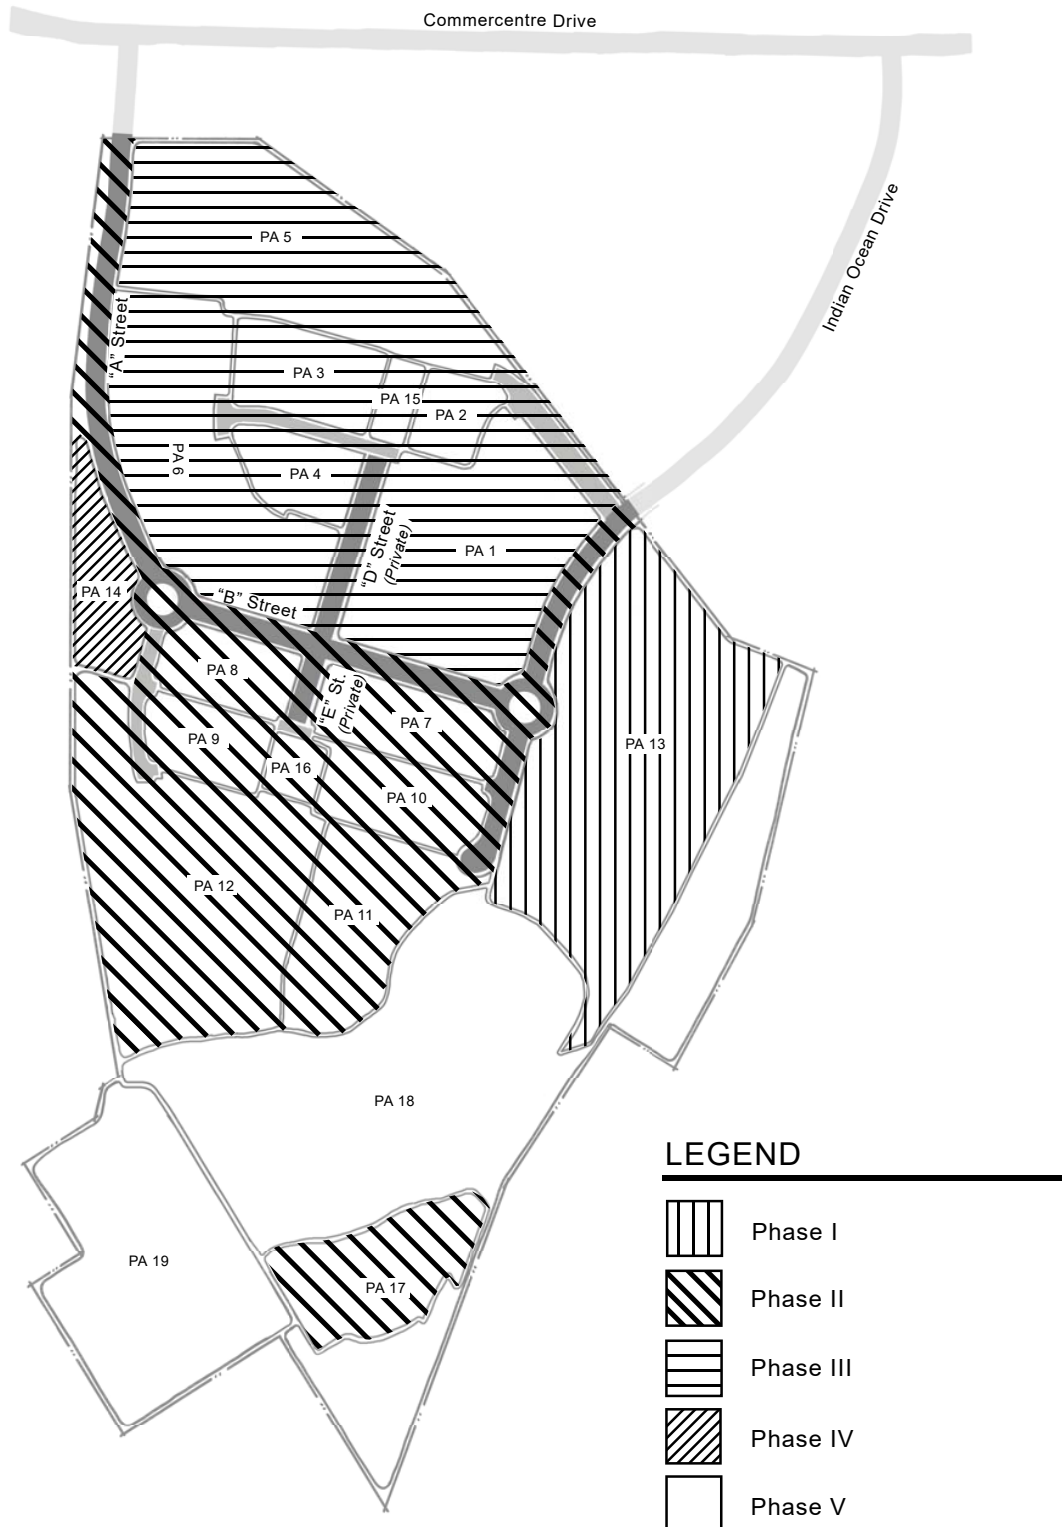 Commercentre Drive
Indian Ocean Drive
PA 5
“A” Street
PA 3
PA 15
PA 2
PA 6
PA 4
“D” Street
(Private)
PA 1
PA 14
“B” Street
PA 8
“E” St.
(Private)
PA 7
PA 9
PA 13
PA 16
PA 10
PA 12
PA 11
PA 18
PA 19
PA 17
LEGEND
Phase I
Phase II
Phase III
Phase IV
Phase V